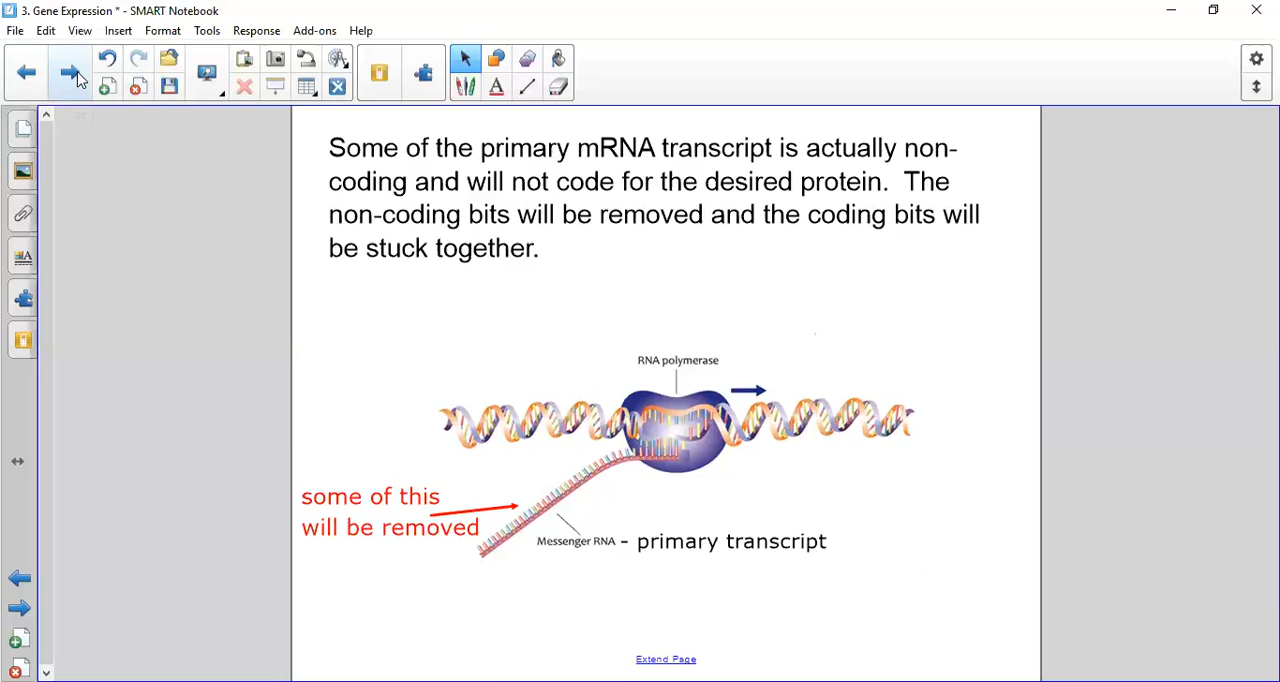 3. Gene Expression * - SMART Notebook
File Edit View Insert Format Tools Response Add-ons Help
Some of the primary mRNA transcript is actually non-
coding and will not code for the desired protein. The
non-coding bits will be removed and the coding bits will
be stuck together.
RNA polymerase
some of this
will be removed
Messenger RNA - primary transcript
Extend Page